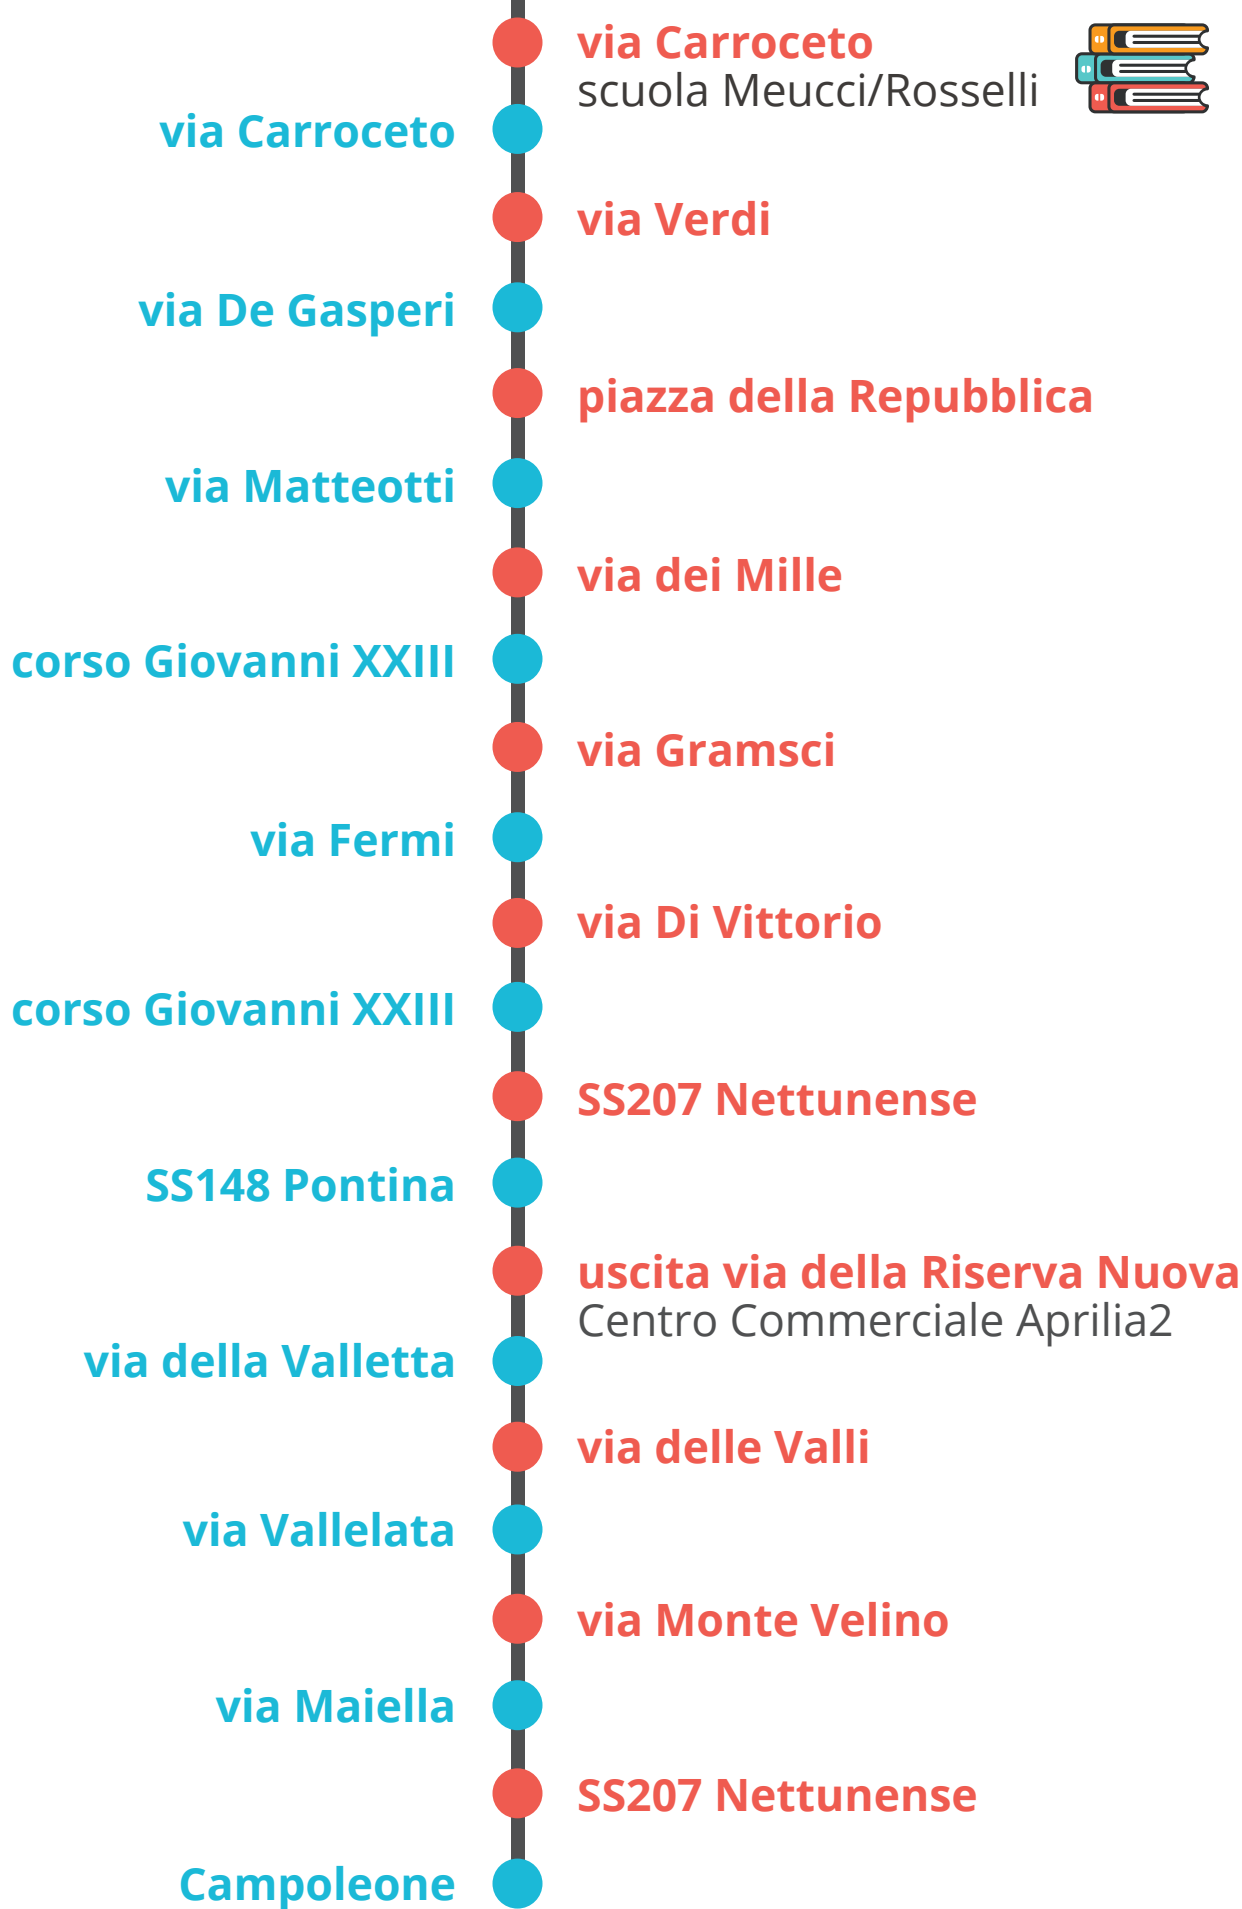 via Carroceto
scuola Meucci/Rosselli
via Carroceto
via Verdi
via De Gasperi
piazza della Repubblica
via Matteotti
via dei Mille
corso Giovanni XXIII
via Gramsci
via Fermi
via Di Vittorio
corso Giovanni XXIII
SS207 Nettunense
SS148 Pontina
uscita via della Riserva Nuova
Centro Commerciale Aprilia2
via della Valletta
via delle Valli
via Vallelata
via Monte Velino
via Maiella
SS207 Nettunense
Campoleone